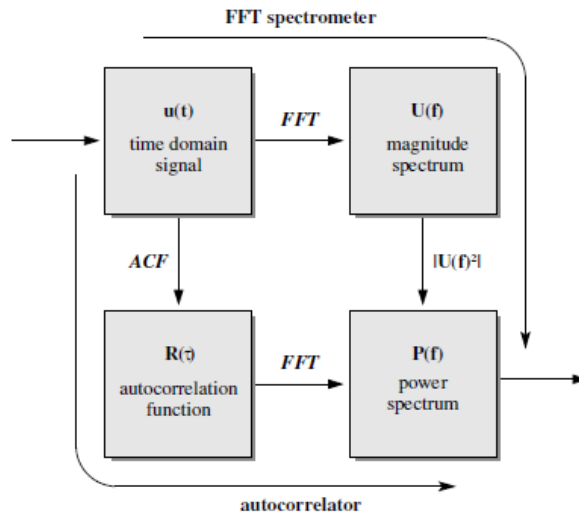 FFT spectrometer
u(t)
time domain
signal
FFT
U(f)
magnitude
spectrum
ACF
|U(f)²|
R(τ)
autocorrelation
function
FFT
P(f)
power
spectrum
autocorrelator